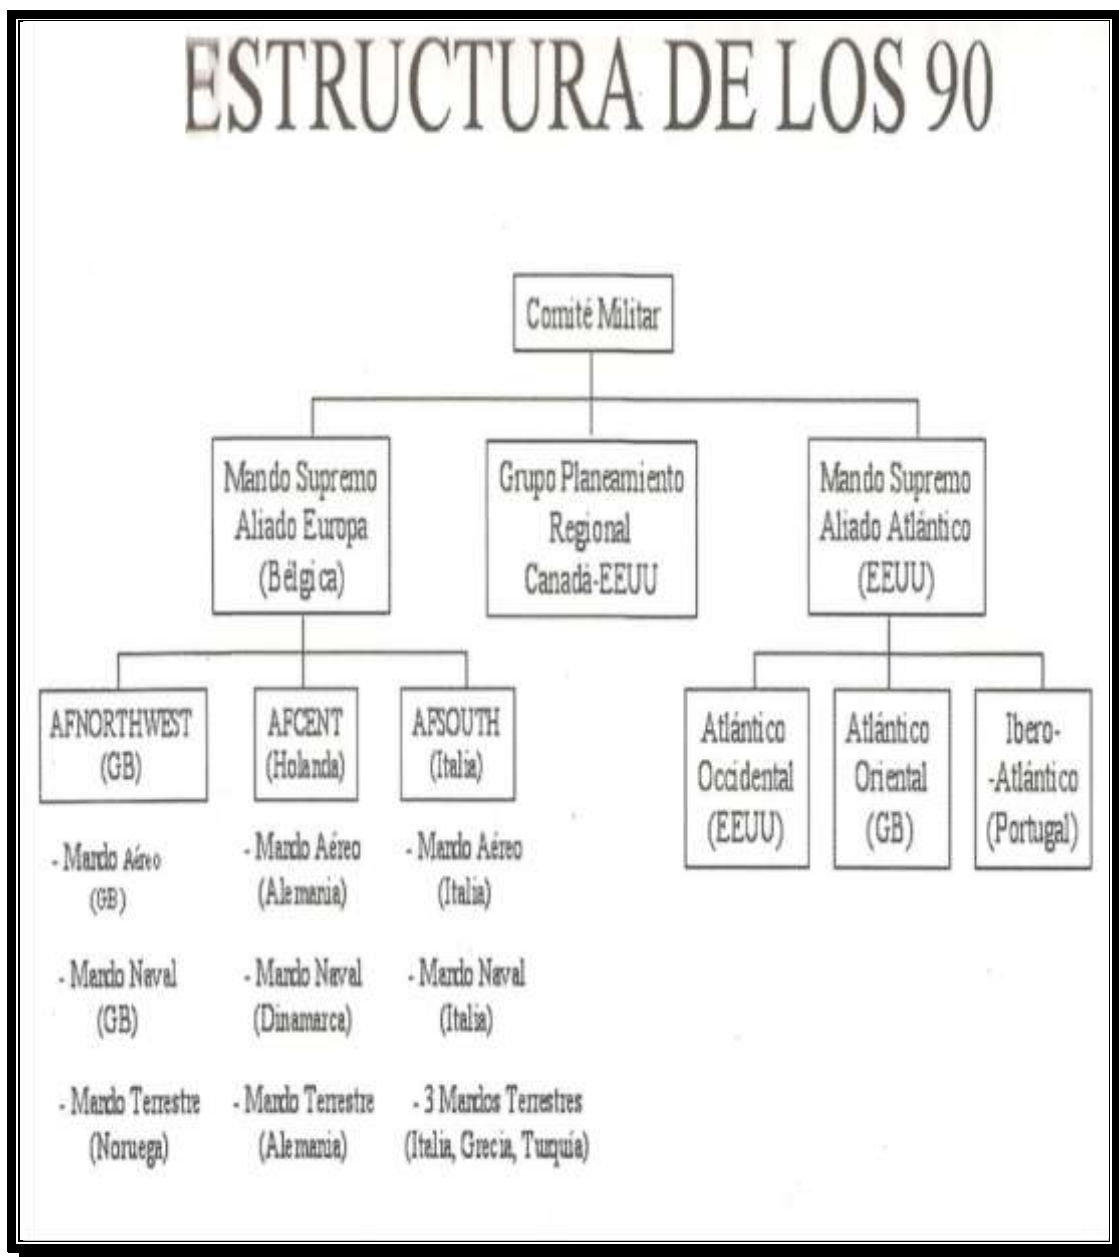 ESTRUCTURA DE LOS 90
Comité Militar
Mando Supremo
Aliado Europa
(Bélgica)
Grupo Planeamiento
Regional
Canadá-EEUU
Mando Supremo
Aliado Atlántico
(EEUU)
AFNORTHWEST
(GB)
AFCENT
(Holanda)
AFSOUTH
(Italia)
Atlántico
Occidental
(EEUU)
Atlántico
Oriental
(GB)
Ibero-
-Atlántico
(Portugal)
- Mando Aéreo
(GB)
- Mando Naval
(GB)
- Mando Terrestre
(Noruega)
- Mando Aéreo
(Alemania)
- Mando Naval
(Dinamarca)
- Mando Terrestre
(Alemania)
- Mando Aéreo
(Italia)
- Mando Naval
(Italia)
- 3 Mandos Terrestres
(Italia, Grecia, Turquía)